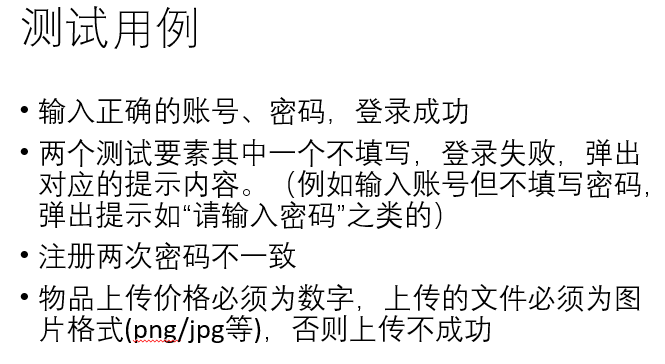 测试用例
• 输入正确的账号、密码，登录成功
• 两个测试要素其中一个不填写，登录失败，弹出
对应的提示内容。（例如输入账号但不填写密码，
弹出提示如“请输入密码”之类的）
• 注册两次密码不一致
• 物品上传价格必须为数字，上传的文件必须为图
片格式(png/jpg等)，否则上传不成功